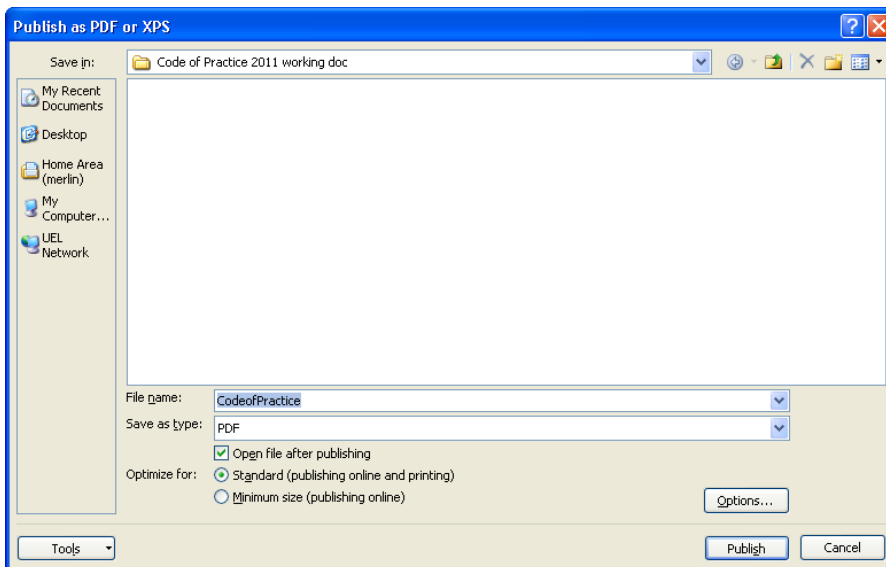 Publish as PDF or XPS
Save in:
Code of Practice 2011 working doc
My Recent
Documents
Desktop
Home Area
(merlin)
My
Computer...
UEL
Network
File name:
CodeofPractice
Save as type:
PDF
Open file after publishing
Optimize for:
Standard (publishing online and printing)
Minimum size (publishing online)
Options...
Tools
Publish
Cancel